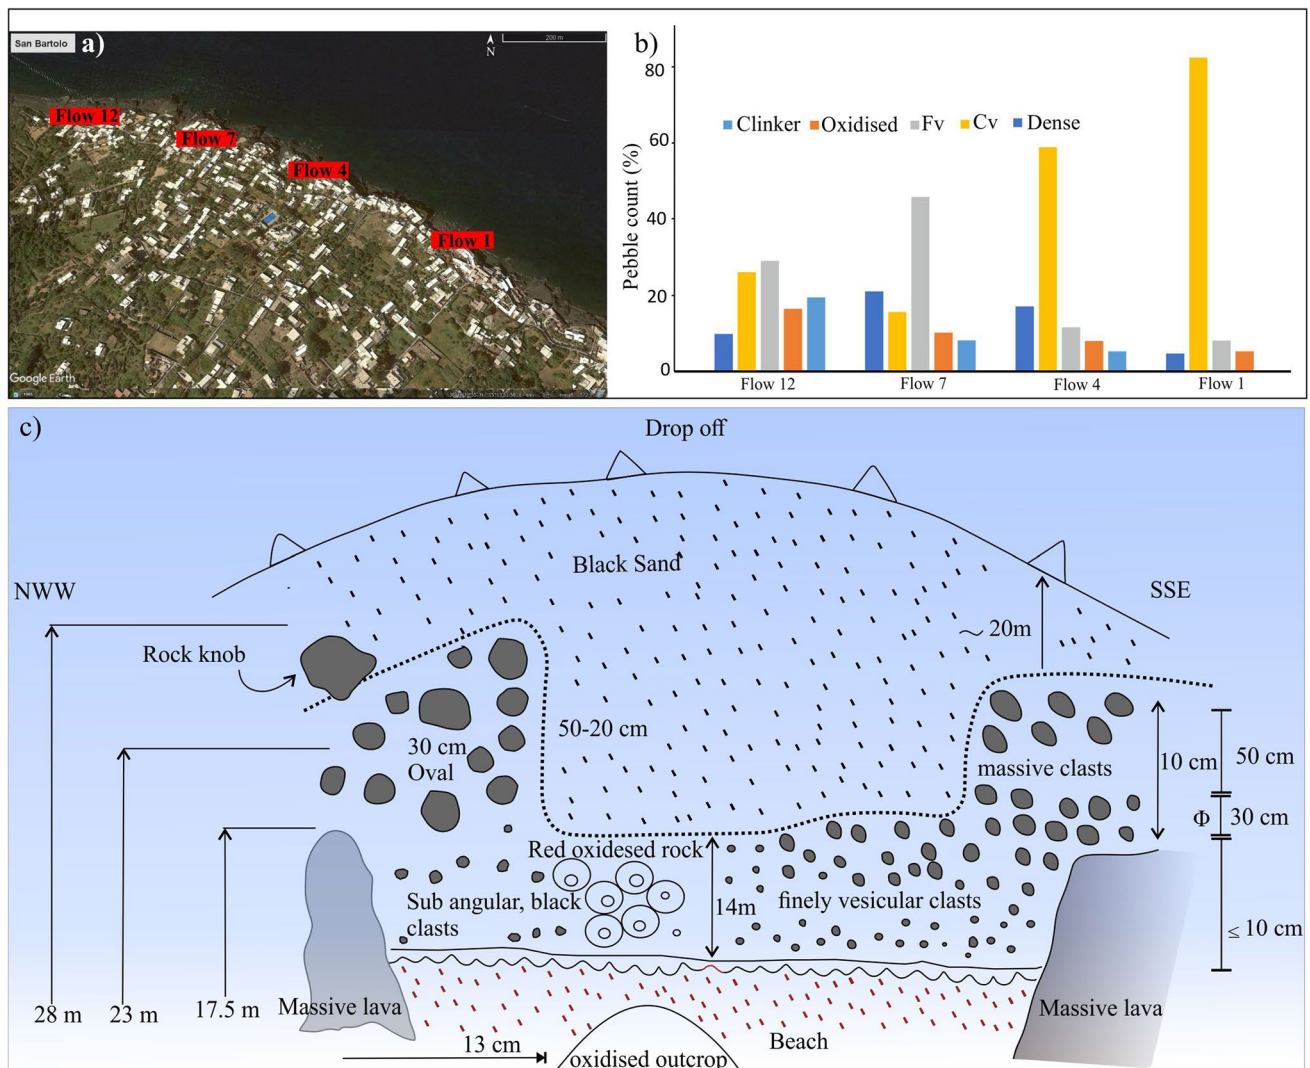 San Bartolo
a)
N
200 m
Flow 12
Flow 7
Flow 4
Flow 1
Google Earth
b)
Pebble count (%)
80
60
40
20
0
Clinker Oxidised Fv Cv Dense
Flow 12 Flow 7 Flow 4 Flow 1
c)
Drop off
Black Sand
NWW
SSE
~ 20m
Rock knob
50-20 cm
30 cm
Oval
massive clasts
10 cm
50 cm
Φ
30 cm
Red oxidesed rock
Sub angular, black
clasts
14m
finely vesicular clasts
≤ 10 cm
28 m
23 m
17.5 m
Massive lava
Massive lava
13 cm
Beach
oxidised outcrop